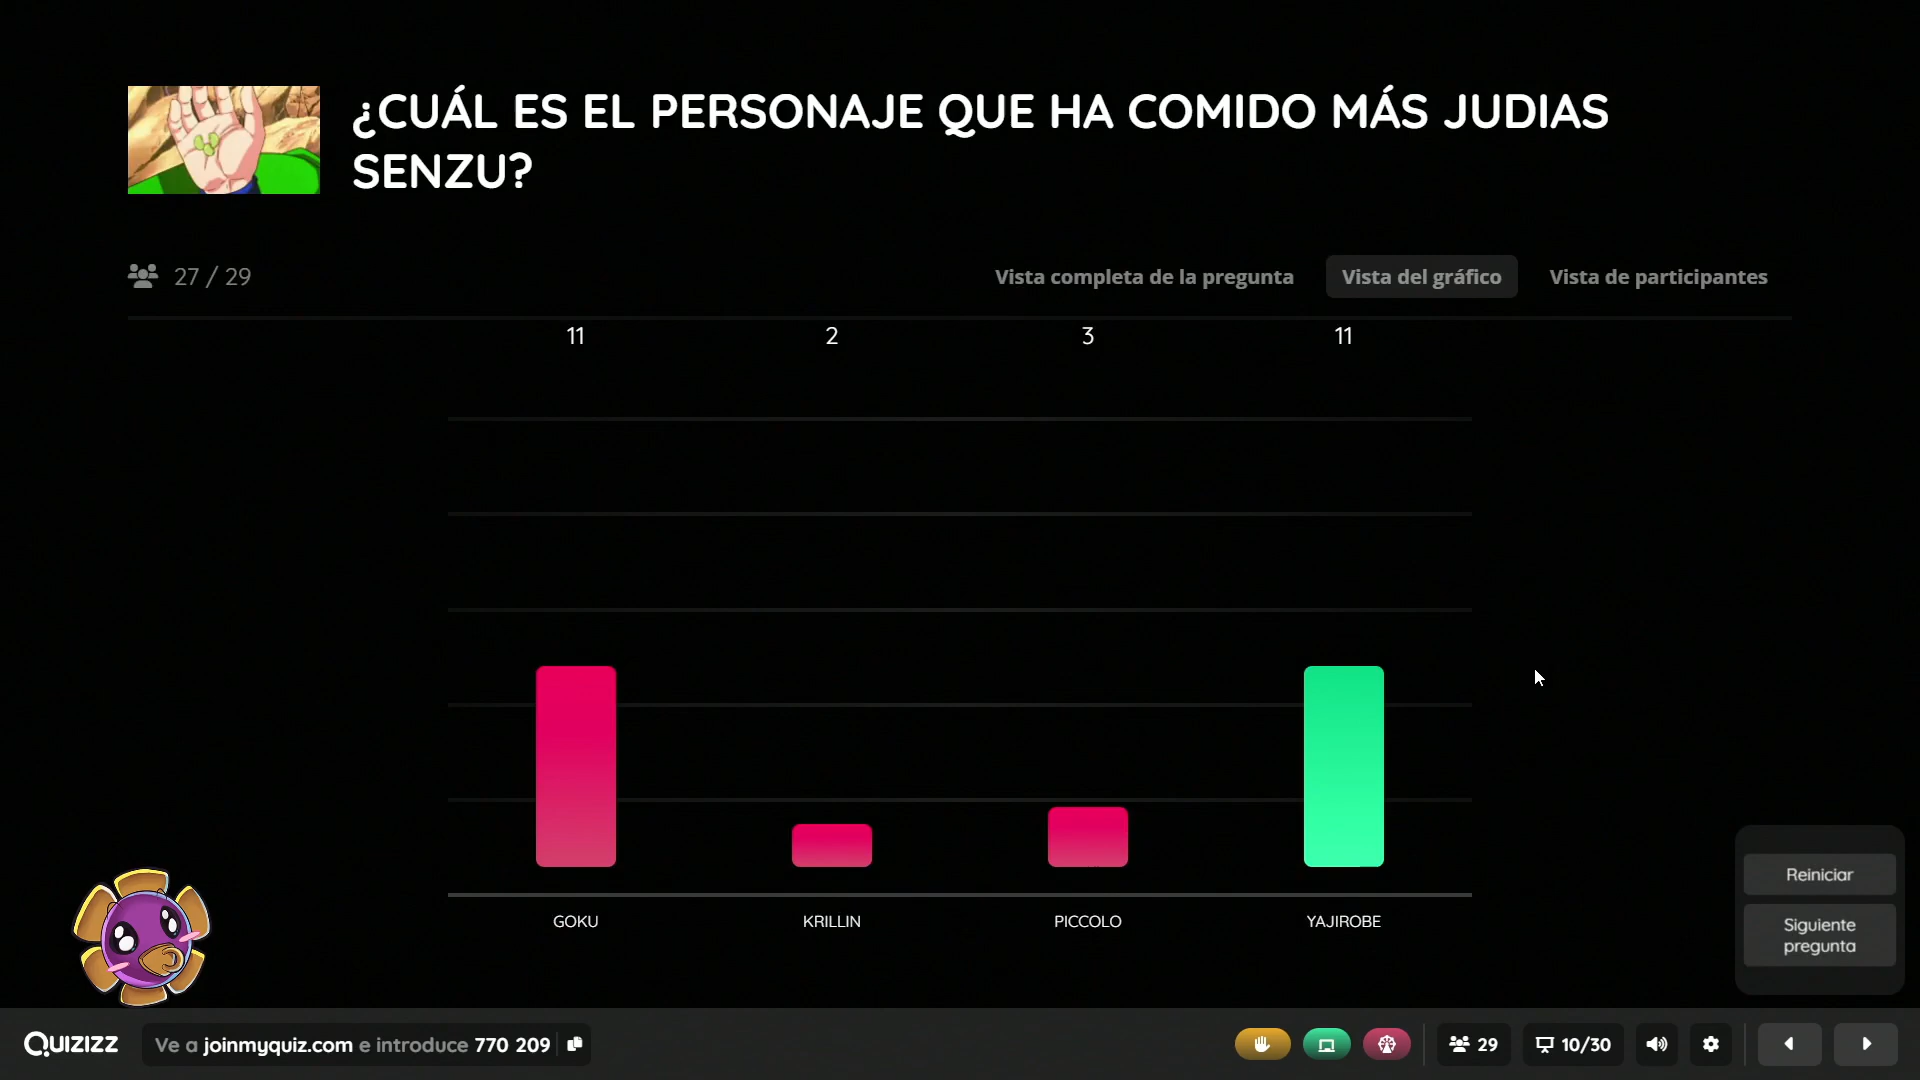 ¿CUÁL ES EL PERSONAJE QUE HA COMIDO MÁS JUDIAS
SENZU?
27 / 29
Vista completa de la pregunta
Vista del gráfico
Vista de participantes
11
2
3
11
GOKU
KRILLIN
PICCOLO
YAJIROBE
Reiniciar
Siguiente
pregunta
QUIZIZZ
Ve a joinmyquiz.com e introduce 770 209
29
10/30